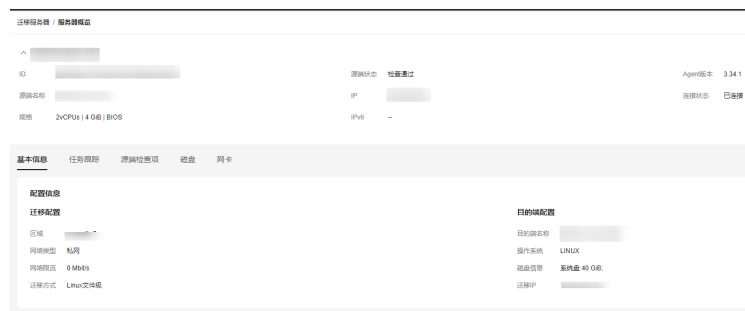 迁移服务器 / 服务器概览
ID
源端状态 检查通过
Agent版本 3.34.1
源端名称
IP
连接状态 已连接
规格 2vCPUs | 4 GiB | BIOS
IPv6 --
基本信息 任务跟踪 源端检查项 磁盘 网卡
配置信息
迁移配置
目的端配置
区域
目的端名称
网络类型 私网
操作系统 LINUX
网络限流 0 Mbit/s
磁盘信息 系统盘:40 GiB;
迁移方式 Linux文件级
迁移IP